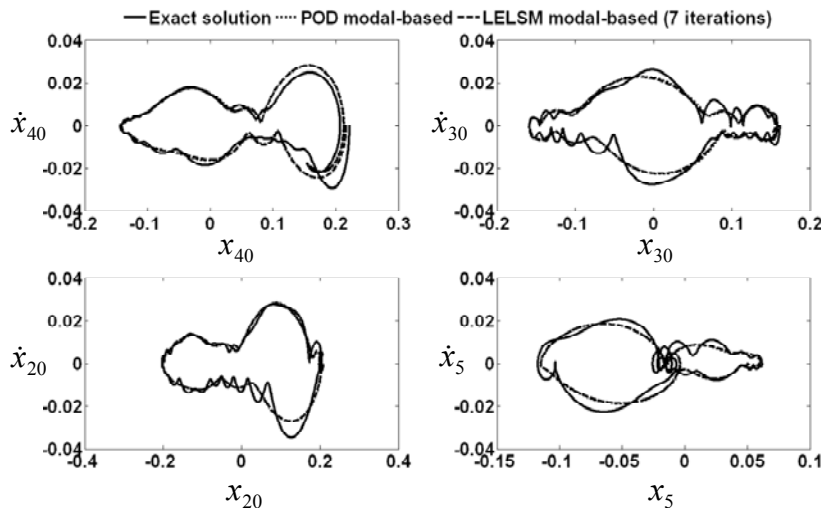 Exact solution POD modal-based LELSM modal-based (7 iterations)
0.04
0.02
0
-0.02
-0.04
ẋ40
-0.2 -0.1 0 0.1 0.2 0.3
x40
0.04
0.02
0
-0.02
-0.04
ẋ30
-0.2 -0.1 0 0.1 0.2
x30
0.04
0.02
0
-0.02
-0.04
ẋ20
-0.4 -0.2 0 0.2 0.4
x20
0.04
0.02
0
-0.02
-0.04
ẋ5
-0.15 -0.1 -0.05 0 0.05 0.1
x5